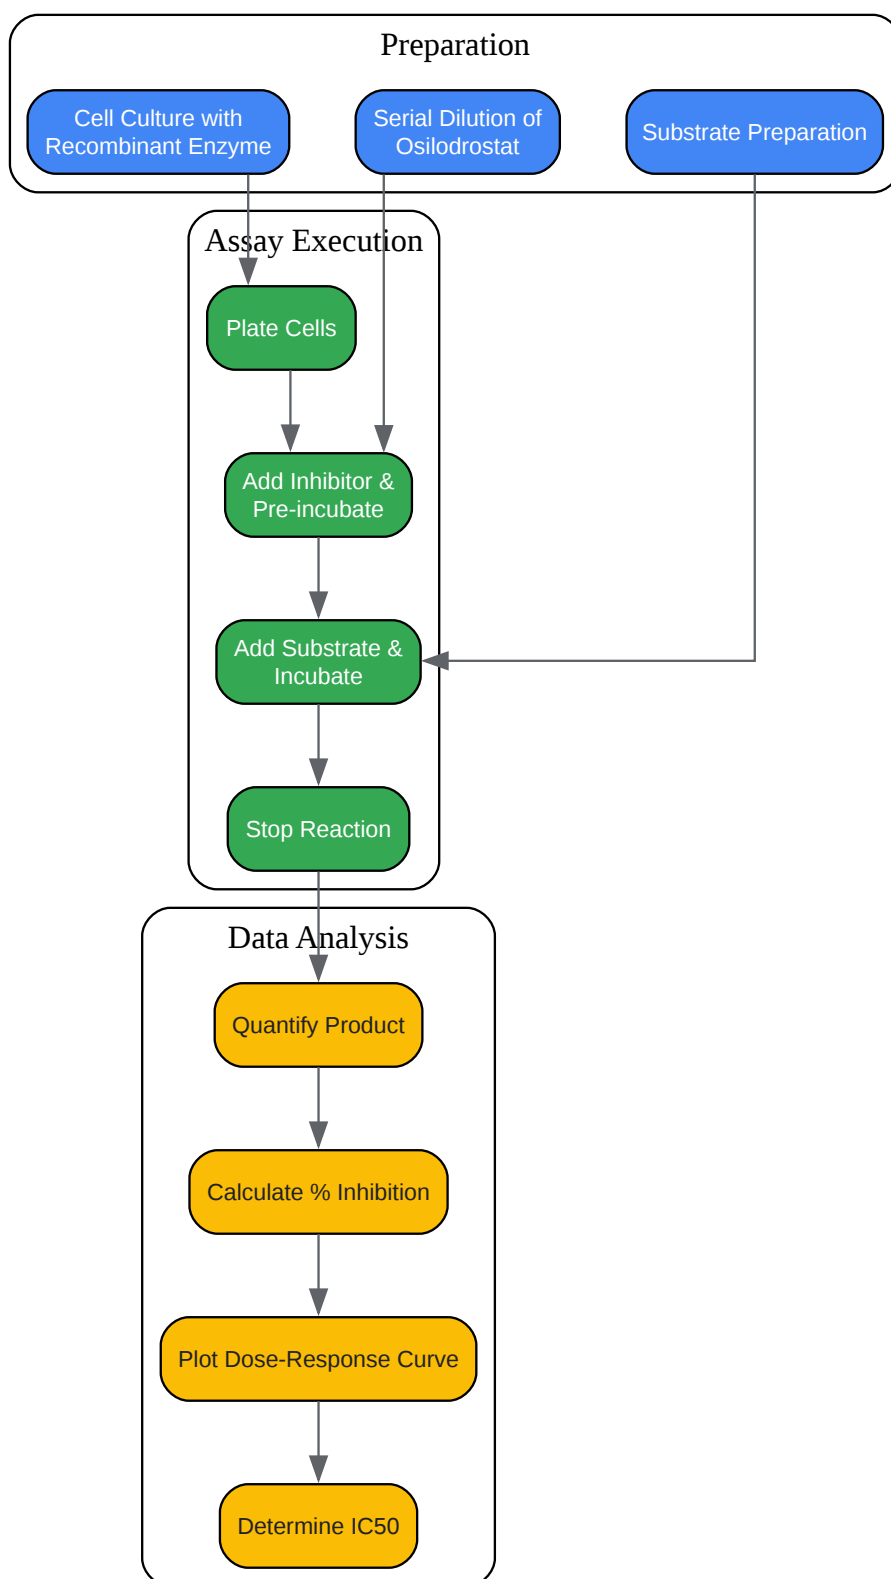 Preparation
Cell Culture with
Recombinant Enzyme
Serial Dilution of
Osilodrostat
Substrate Preparation
Assay Execution
Plate Cells
Add Inhibitor &
Pre-incubate
Add Substrate &
Incubate
Stop Reaction
Data Analysis
Quantify Product
Calculate % Inhibition
Plot Dose-Response Curve
Determine IC50